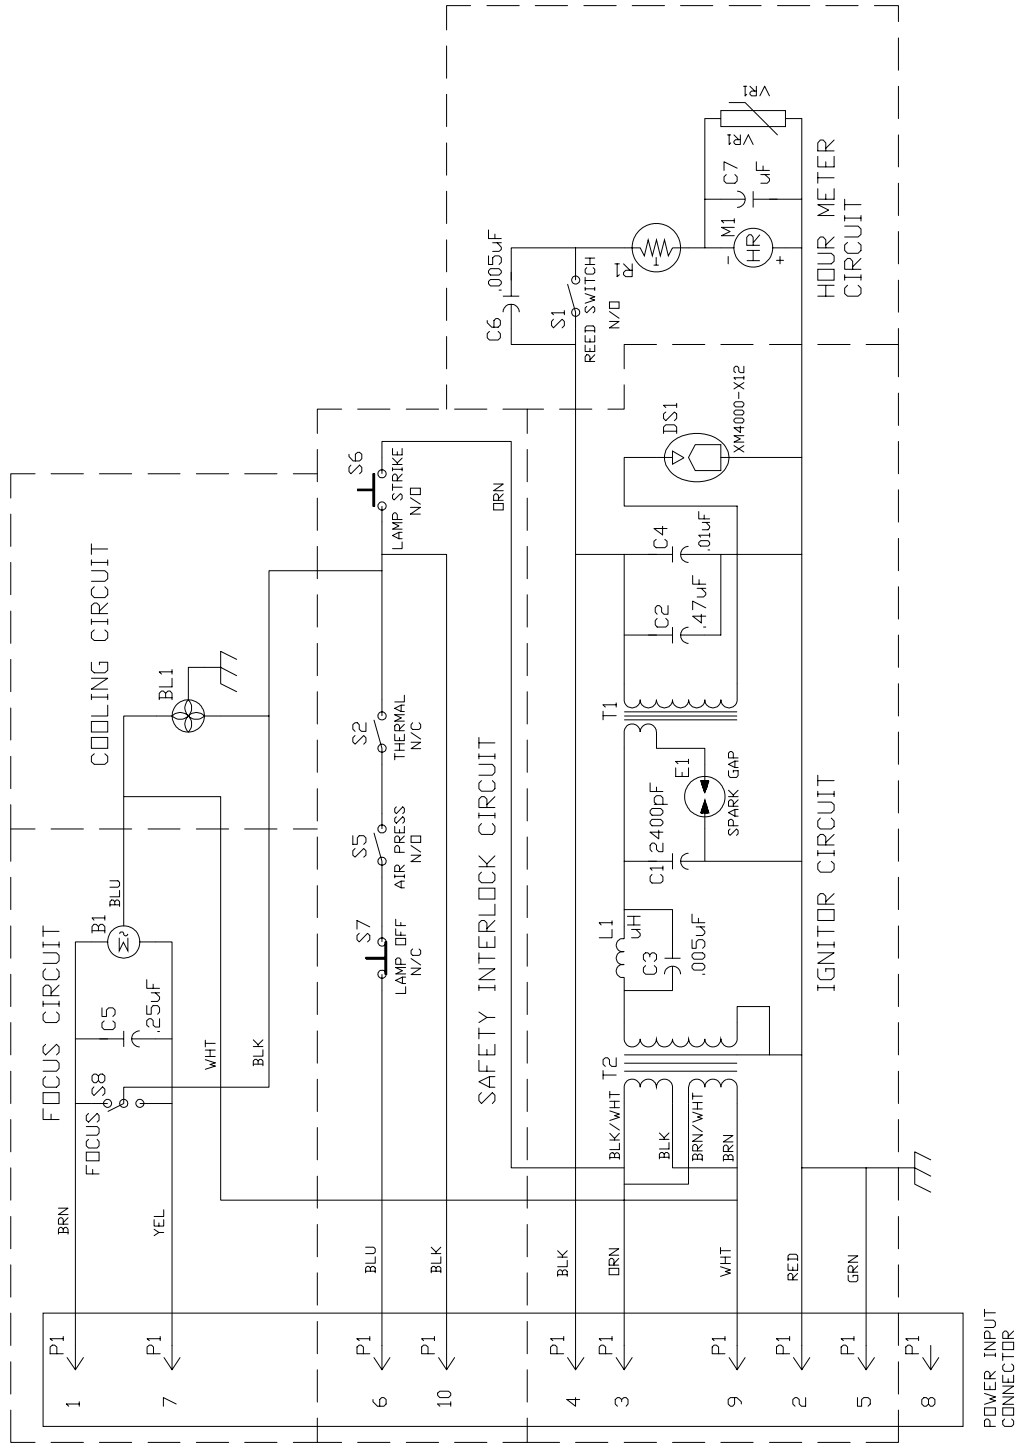 FOCUS CIRCUIT
COOLING CIRCUIT
SAFETY INTERLOCK CIRCUIT
IGNITOR CIRCUIT
HOUR METER
CIRCUIT
P1
1
BRN
FOCUS
S8
C5
.25uF
B1
BLU
P1
7
YEL
WHT
BLK
BL1
P1
6
BLU
S7
LAMP OFF
N/C
S5
AIR PRESS
N/O
S2
THERMAL
N/C
S6
LAMP STRIKE
N/O
P1
10
BLK
ORN
P1
4
BLK
C6
.005uF
S1
REED SWITCH
N/O
R1
M1
HR
-
+
C7
uF
VR1
VR1
P1
3
ORN
BLK/WHT
BLK
BRN/WHT
BRN
T2
L1
uH
C3
.005uF
C1
2400pF
E1
SPARK GAP
T1
C2
.47uF
C4
.01uF
DS1
XM4000-X12
P1
9
WHT
P1
2
RED
P1
5
GRN
P1
8
POWER INPUT
CONNECTOR